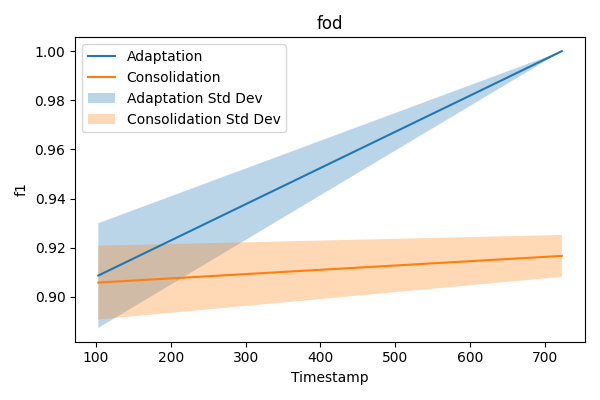 fod
1.00
0.98
0.96
0.94
0.92
0.90
f1
Adaptation
Consolidation
Adaptation Std Dev
Consolidation Std Dev
100 200 300 400 500 600 700
Timestamp